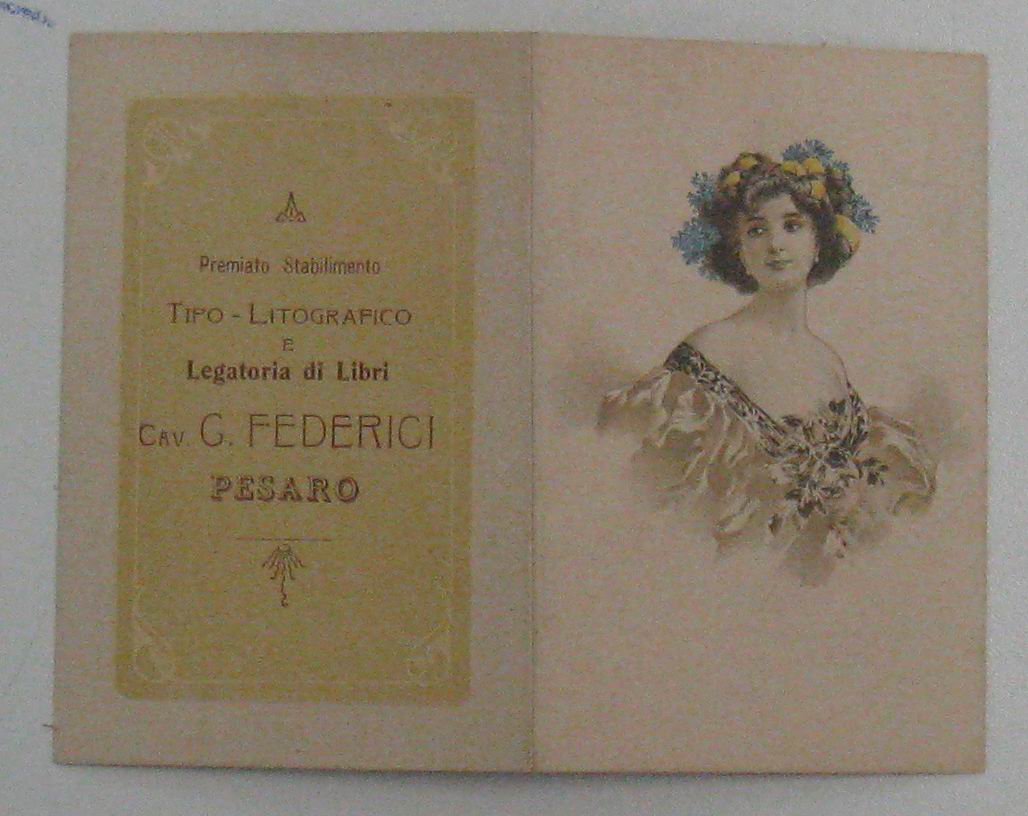 Premiato Stabilimento
TIPO - LITOGRAFICO
E
Legatoria di Libri
CAV. G. FEDERICI
PESARO